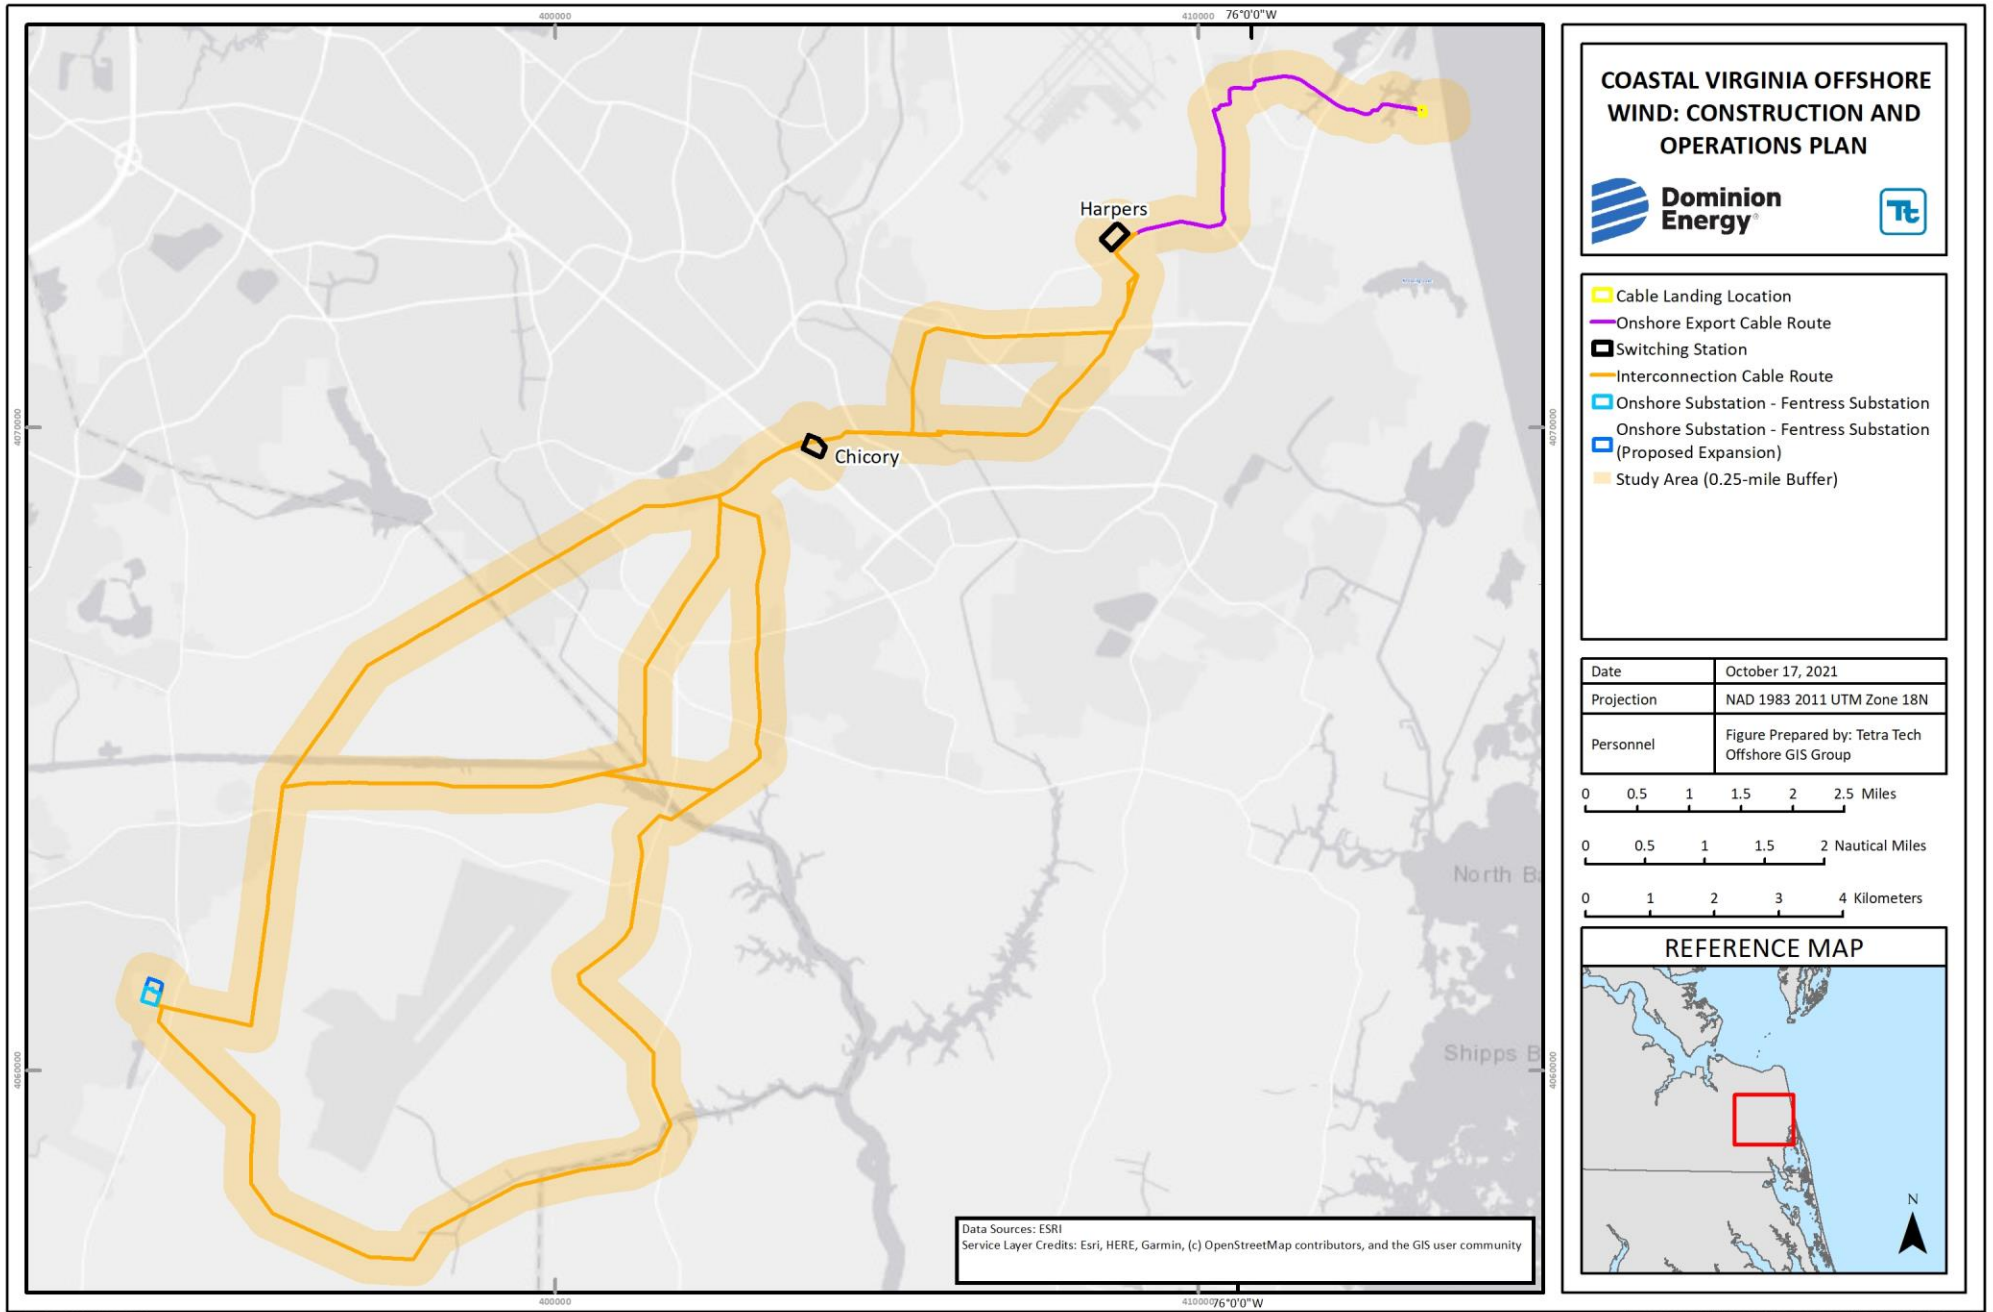 400000
410000
76°0'0"W
Harpers
Chicory
4070000
4070000
4060000
4060000
North B
Shipps B
Data Sources: ESRI
Service Layer Credits: Esri, HERE, Garmin, (c) OpenStreetMap contributors, and the GIS user community
400000
410000
76°0'0"W
COASTAL VIRGINIA OFFSHORE
WIND: CONSTRUCTION AND
OPERATIONS PLAN
Dominion
Energy®
Tt
Cable Landing Location
Onshore Export Cable Route
Switching Station
Interconnection Cable Route
Onshore Substation - Fentress Substation
Onshore Substation - Fentress Substation
(Proposed Expansion)
Study Area (0.25-mile Buffer)
Date October 17, 2021
Projection NAD 1983 2011 UTM Zone 18N
Personnel Figure Prepared by: Tetra Tech
Offshore GIS Group
0 0.5 1 1.5 2 2.5 Miles
0 0.5 1 1.5 2 Nautical Miles
0 1 2 3 4 Kilometers
REFERENCE MAP
N